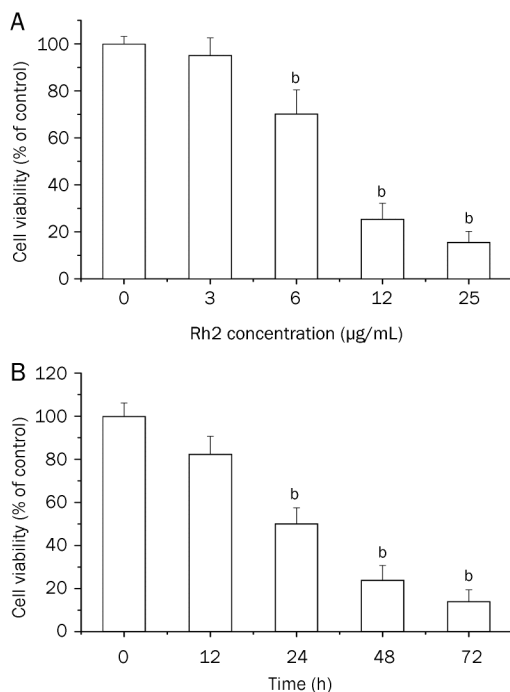 A
Cell viability (% of control)
100
80
60
40
20
0
b
b
b
0 3 6 12 25
Rh2 concentration (µg/mL)
B
Cell viability (% of control)
120
100
80
60
40
20
0
b
b
b
0 12 24 48 72
Time (h)